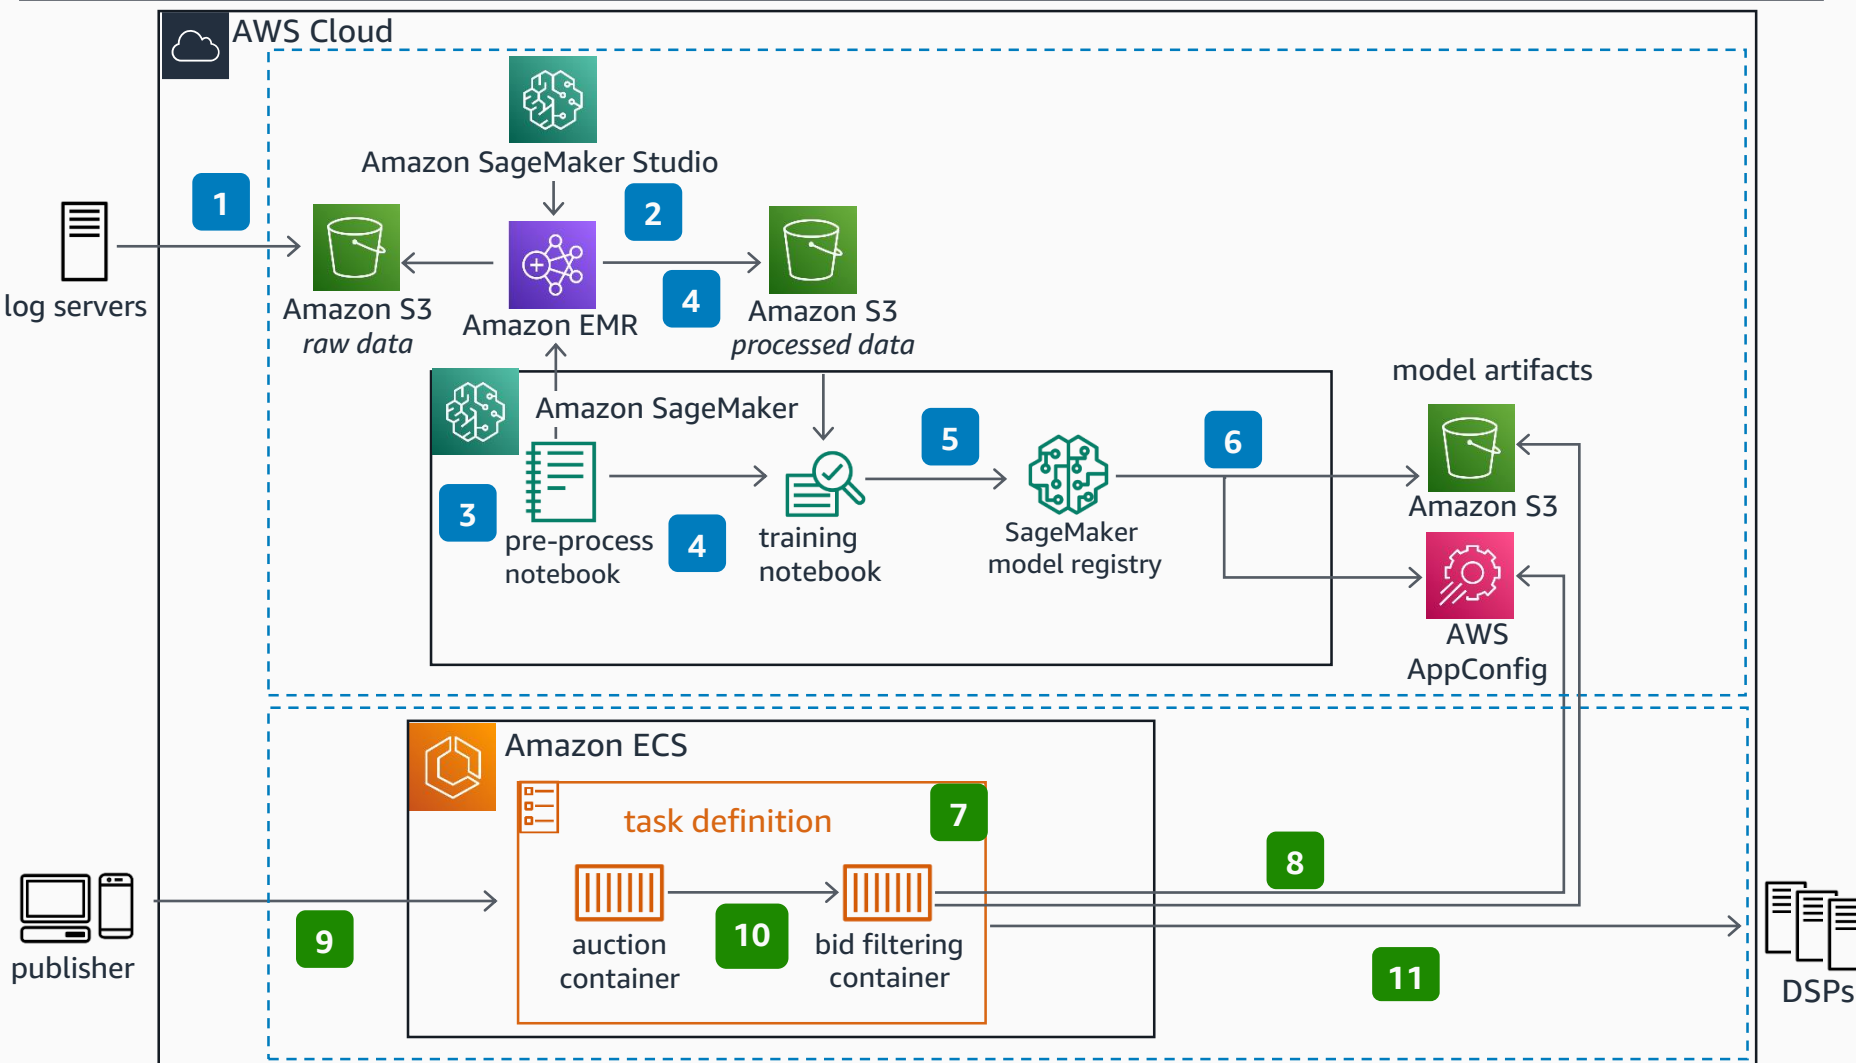 AWS Cloud
Amazon SageMaker Studio
1
2
log servers
Amazon S3
raw data
Amazon EMR
4
Amazon S3
processed data
model artifacts
Amazon SageMaker
5
6
3
pre-process
notebook
4
training
notebook
SageMaker
model registry
Amazon S3
AWS
AppConfig
Amazon ECS
task definition
7
8
publisher
9
auction
container
10
bid filtering
container
11
DSPs